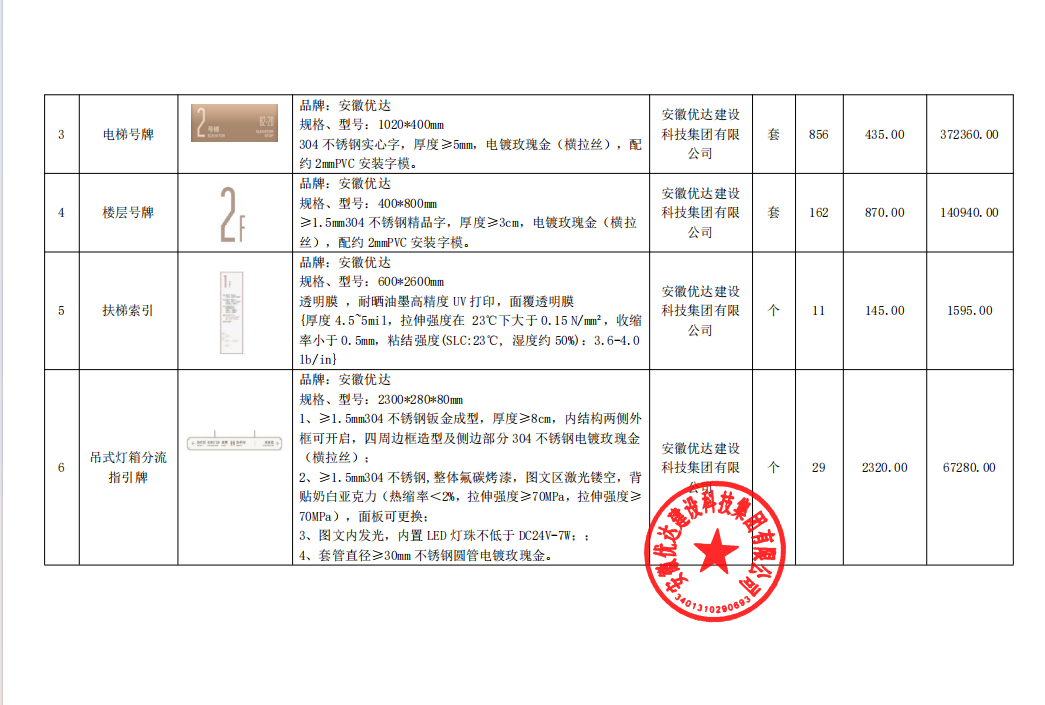 3
电梯号牌
2
号梯
品牌：安徽优达
规格、型号：1020*400mm
304 不锈钢实心字，厚度≥5mm，电镀玫瑰金（横拉丝），配
约 2mmPVC 安装字模。
安徽优达建设
科技集团有限
公司
套
856
435.00
372360.00
4
楼层号牌
2F
品牌：安徽优达
规格、型号：400*800mm
≥1.5mm304 不锈钢精品字，厚度≥3cm，电镀玫瑰金（横拉
丝），配约 2mmPVC 安装字模。
安徽优达建设
科技集团有限
公司
套
162
870.00
140940.00
5
扶梯索引
品牌：安徽优达
规格、型号：600*2600mm
透明膜 ，耐晒油墨高精度 UV 打印，面覆透明膜
{厚度 4.5~5mil，拉伸强度在 23℃下大于 0.15 N/mm²，收缩
率小于 0.5mm，粘结强度(SLC:23℃, 湿度约 50%)：3.6-4.0
lb/in}
安徽优达建设
科技集团有限
公司
个
11
145.00
1595.00
6
吊式灯箱分流
指引牌
品牌：安徽优达
规格、型号：2300*280*80mm
1、≥1.5mm304 不锈钢钣金成型，厚度≥8cm，内结构两侧外
框可开启，四周边框造型及侧边部分 304 不锈钢电镀玫瑰金
（横拉丝）；
2、≥1.5mm304 不锈钢,整体氟碳烤漆，图文区激光镂空，背
贴奶白亚克力（热缩率＜2%，拉伸强度≥70MPa，拉伸强度≥
70MPa），面板可更换；
3、图文内发光，内置 LED 灯珠不低于 DC24V-7W；；
4、套管直径≥30mm 不锈钢圆管电镀玫瑰金。
安徽优达建设
科技集团有限
公司
个
29
2320.00
67280.00
安徽优达建设科技集团有限公司
3401310290693